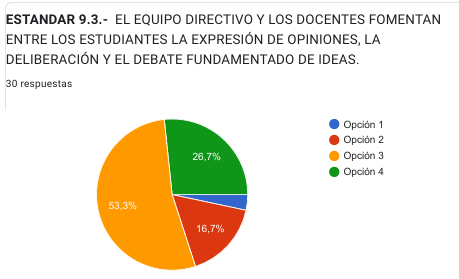 ESTANDAR 9.3.- EL EQUIPO DIRECTIVO Y LOS DOCENTES FOMENTAN
ENTRE LOS ESTUDIANTES LA EXPRESIÓN DE OPINIONES, LA
DELIBERACIÓN Y EL DEBATE FUNDAMENTADO DE IDEAS.
30 respuestas
Opción 1
Opción 2
Opción 3
Opción 4
26,7%
53,3%
16,7%